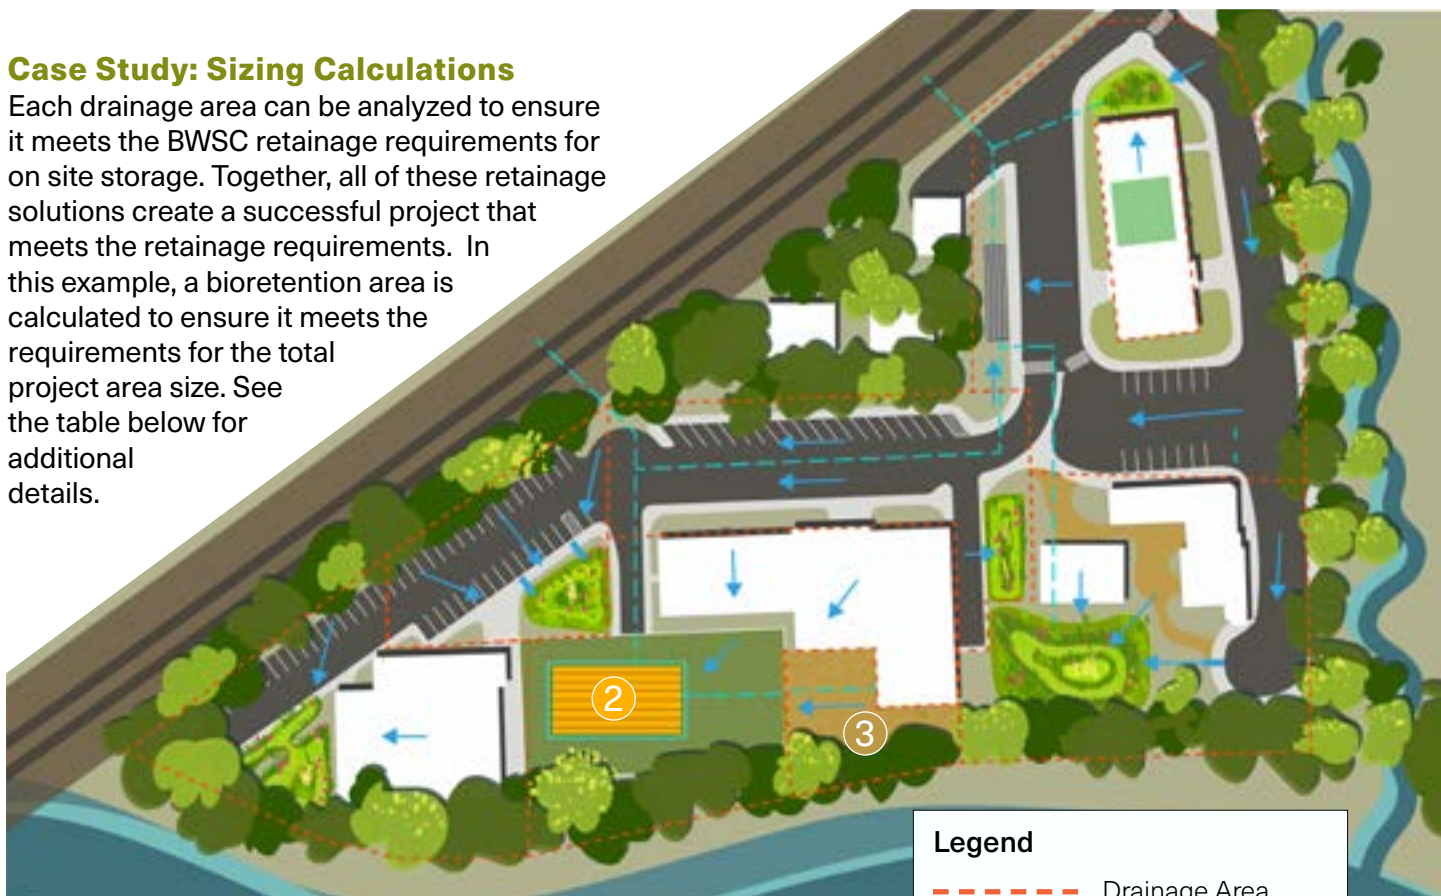 Case Study: Sizing Calculations
Each drainage area can be analyzed to ensure
it meets the BWSC retainage requirements for
on site storage. Together, all of these retainage
solutions create a successful project that
meets the retainage requirements.  In
this example, a bioretention area is
calculated to ensure it meets the
requirements for the total
project area size. See
the table below for
additional
details.
2
3
Legend
Drainage Area